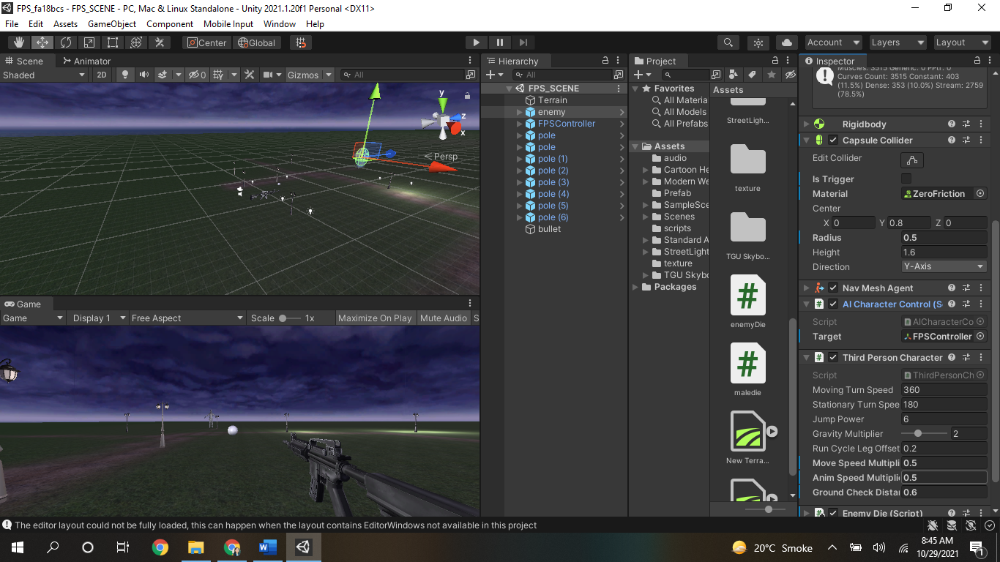 FPS_fa18bcs - FPS_SCENE - PC, Mac & Linux Standalone - Unity 2021.1.20f1 Personal <DX11>
File Edit Assets GameObject Component Mobile Input Window Help
Center Global
Account Layers Layout
Scene Animator
Shaded 2D 0 Gizmos All
y
z
x
Persp
Game
Game Display 1 Free Aspect Scale 1x Maximize On Play Mute Audio S
Hierarchy
All
FPS_SCENE
Terrain
enemy
FPSController
pole
pole
pole (1)
pole (2)
pole (3)
pole (4)
pole (5)
pole (6)
bullet
Project
Favorites
All Materia
All Models
All Prefabs
Assets
audio
Cartoon He
Modern We
Prefab
SampleSce
Scenes
scripts
Standard A
StreetLight
texture
TGU Skybo
Packages
Assets
StreetLigh...
texture
TGU Skybo...
enemyDie
maledie
New Terra...
Inspector
Muscles: 3515 Generic: 0 PPtr: 0
Curves Count: 3515 Constant: 403
(11.5%) Dense: 353 (10.0%) Stream: 2759
(78.5%)
Rigidbody
Capsule Collider
Edit Collider
Is Trigger
Material ZeroFriction
Center
X 0 Y 0.8 Z 0
Radius 0.5
Height 1.6
Direction Y-Axis
Nav Mesh Agent
AI Character Control (S
Script AICharacterCo
Target FPSController
Third Person Character
Script ThirdPersonCh
Moving Turn Speed 360
Stationary Turn Spee 180
Jump Power 6
Gravity Multiplier 2
Run Cycle Leg Offset 0.2
Move Speed Multipli 0.5
Anim Speed Multiplie 0.5
Ground Check Distan 0.6
Enemy Die (Script)
The editor layout could not be fully loaded, this can happen when the layout contains EditorWindows not available in this project
20°C Smoke
8:45 AM
10/29/2021
1